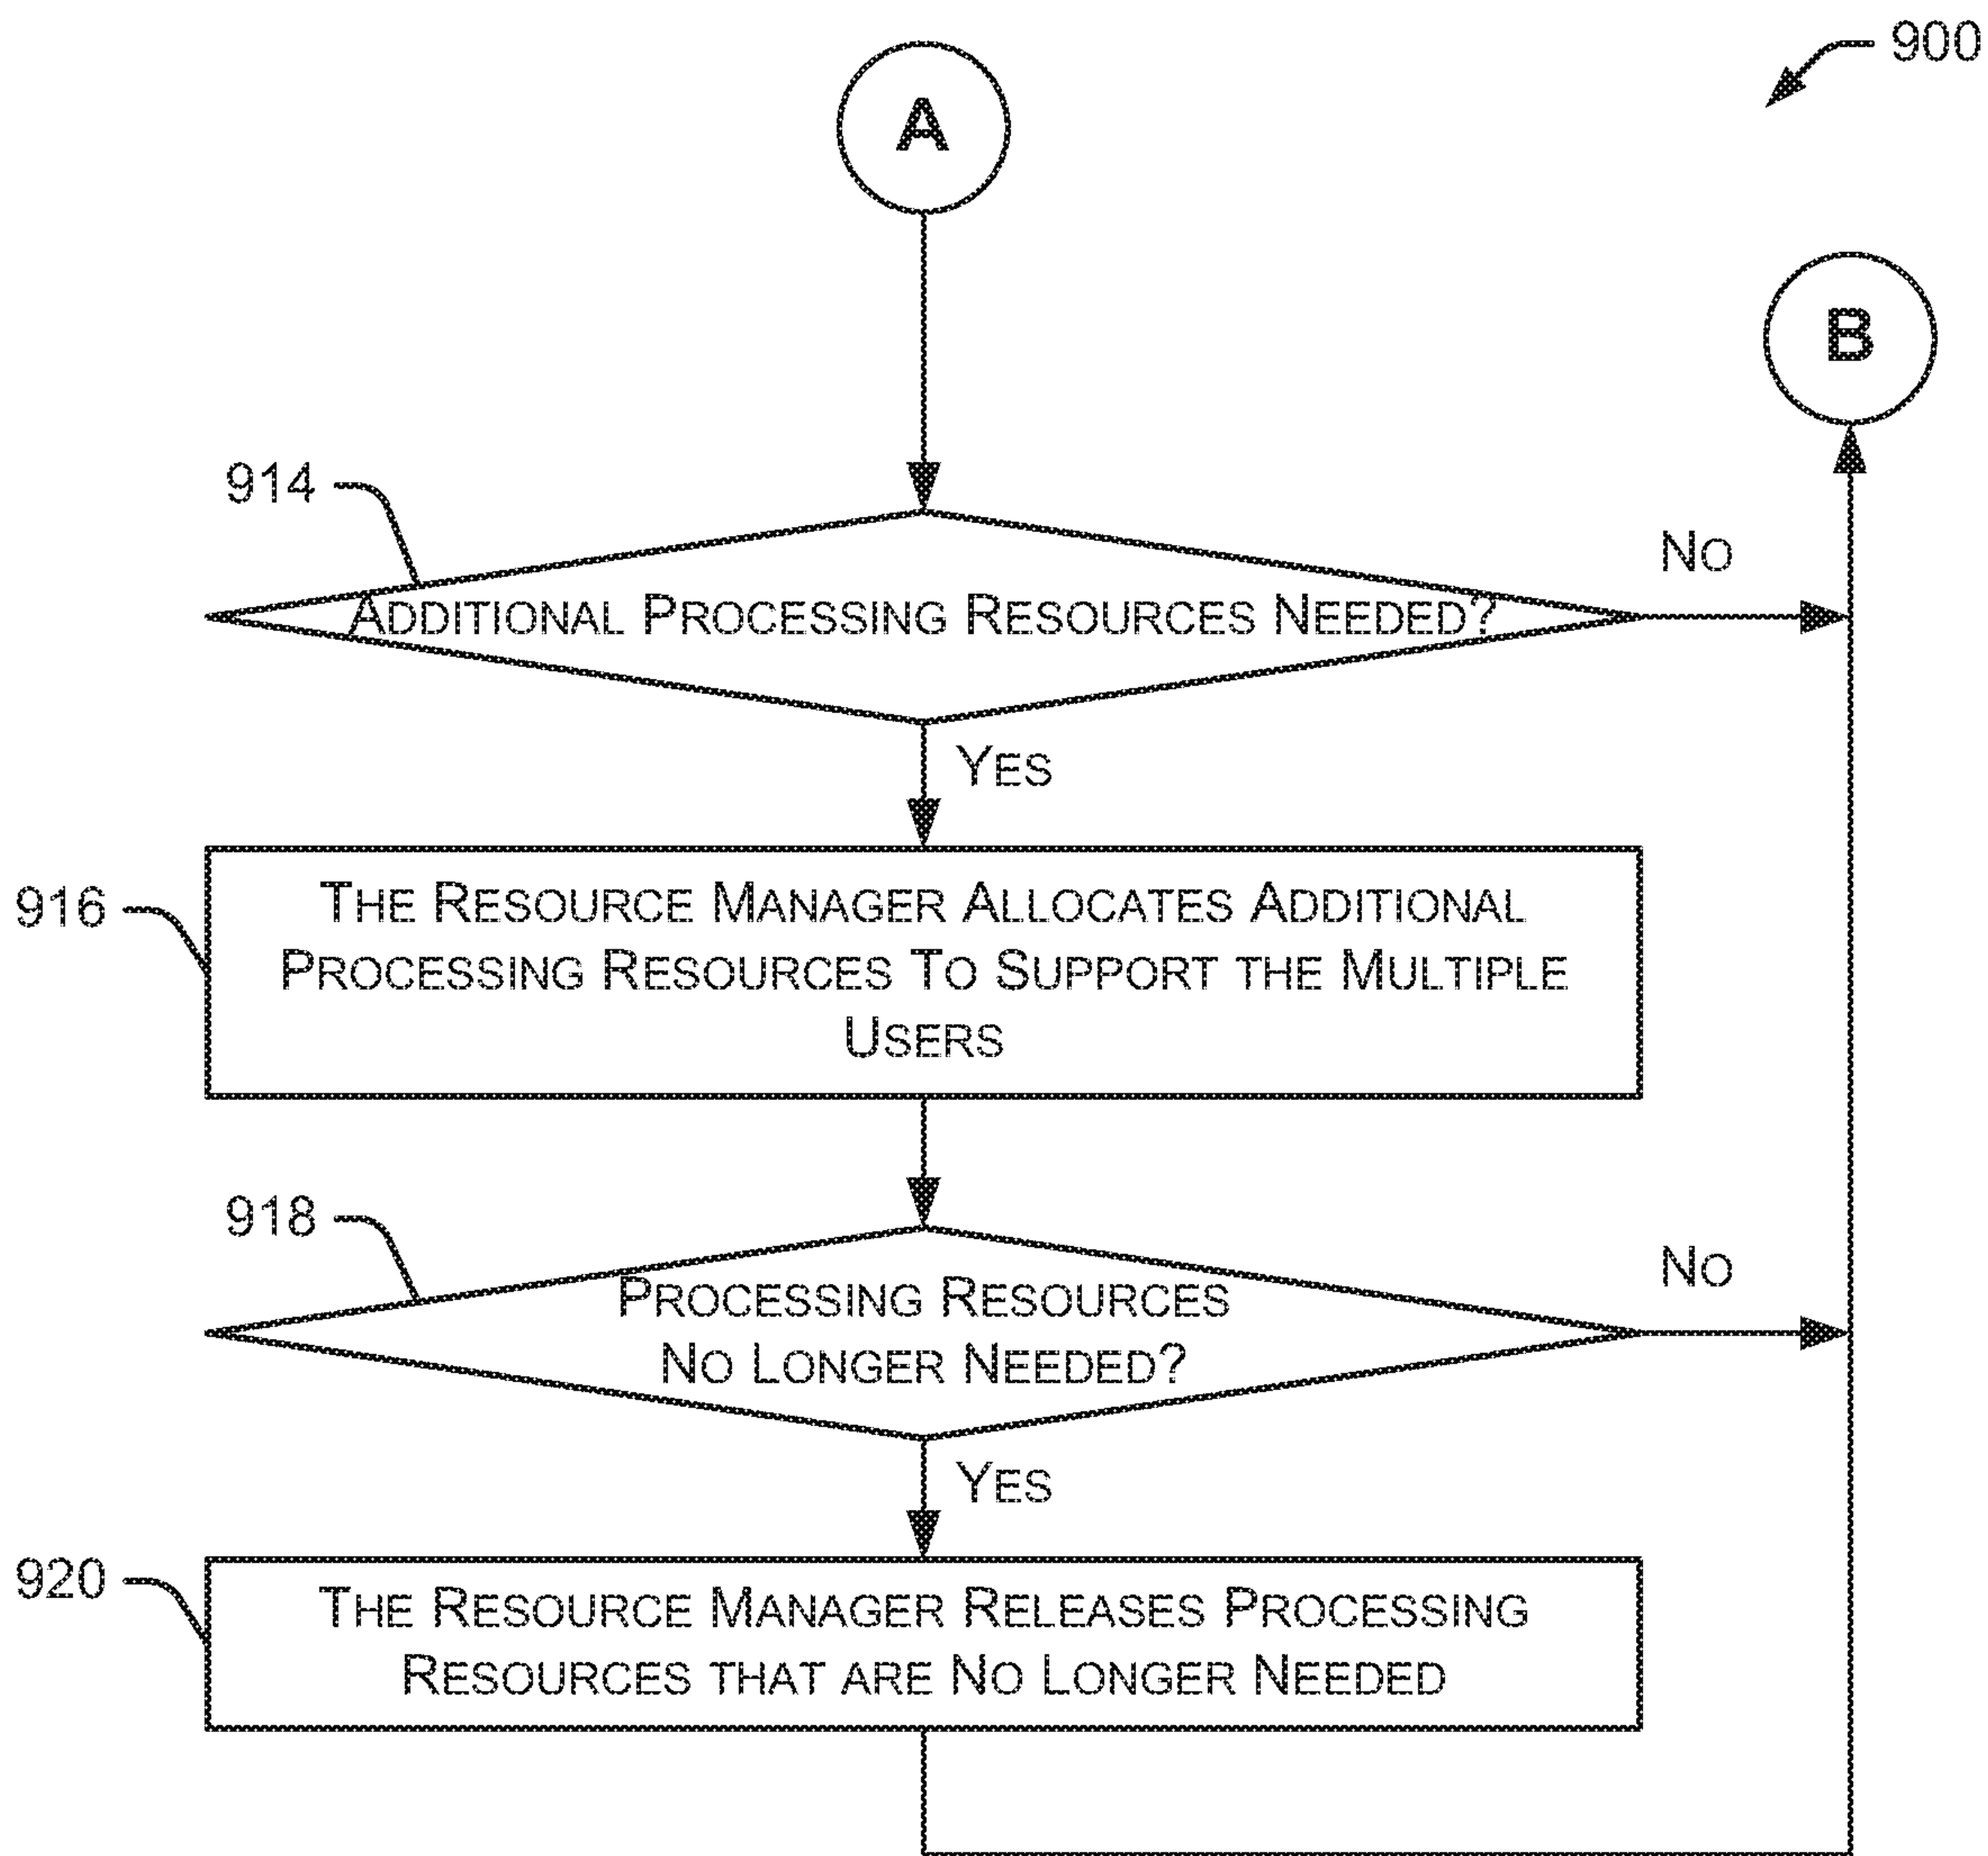 900
A
B
914
ADDITIONAL PROCESSING RESOURCES NEEDED?
NO
YES
916
THE RESOURCE MANAGER ALLOCATES ADDITIONAL
PROCESSING RESOURCES TO SUPPORT THE MULTIPLE
USERS
918
PROCESSING RESOURCES
NO LONGER NEEDED?
NO
YES
920
THE RESOURCE MANAGER RELEASES PROCESSING
RESOURCES THAT ARE NO LONGER NEEDED